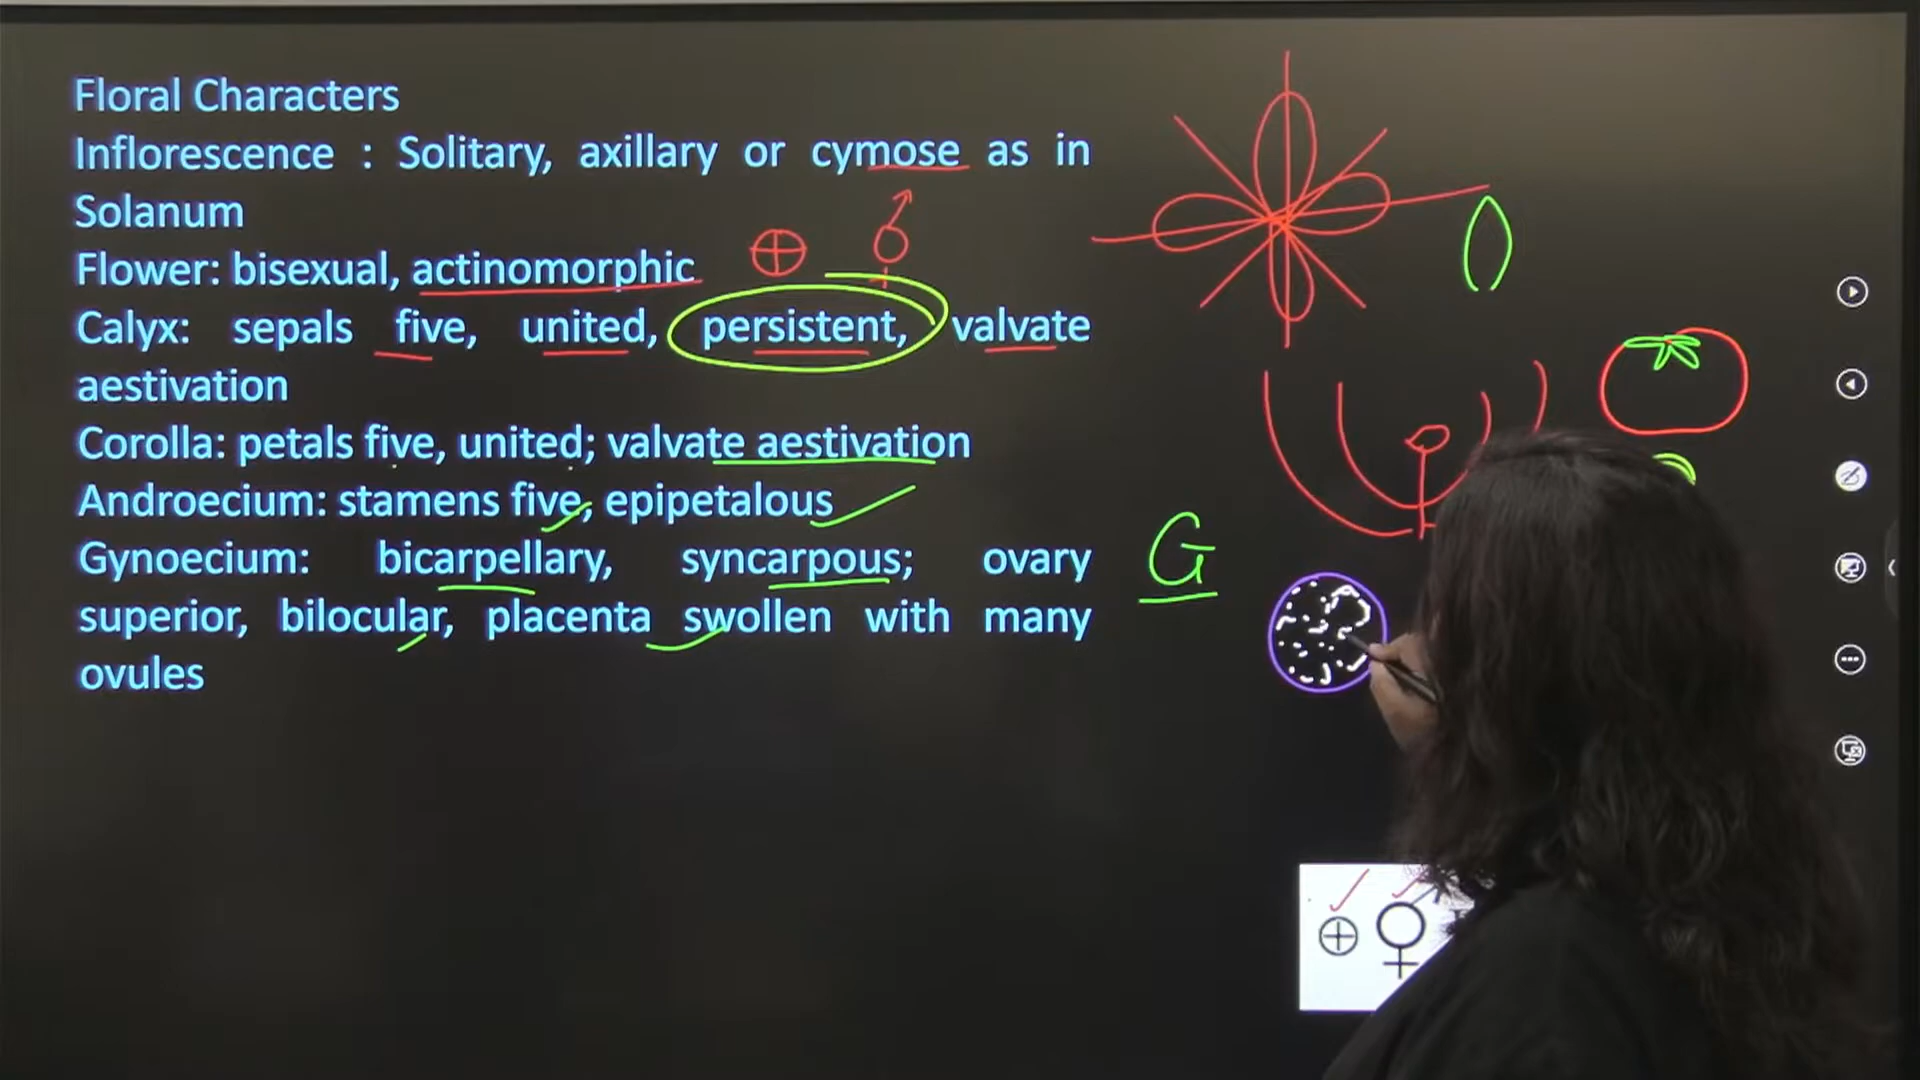 Floral Characters
Inflorescence : Solitary, axillary or cymose as in
Solanum
Flower: bisexual, actinomorphic
Calyx: sepals five, united, persistent, valvate
aestivation
Corolla: petals five, united; valvate aestivation
Androecium: stamens five, epipetalous
Gynoecium: bicarpellary, syncarpous; ovary
superior, bilocular, placenta swollen with many
ovules
G